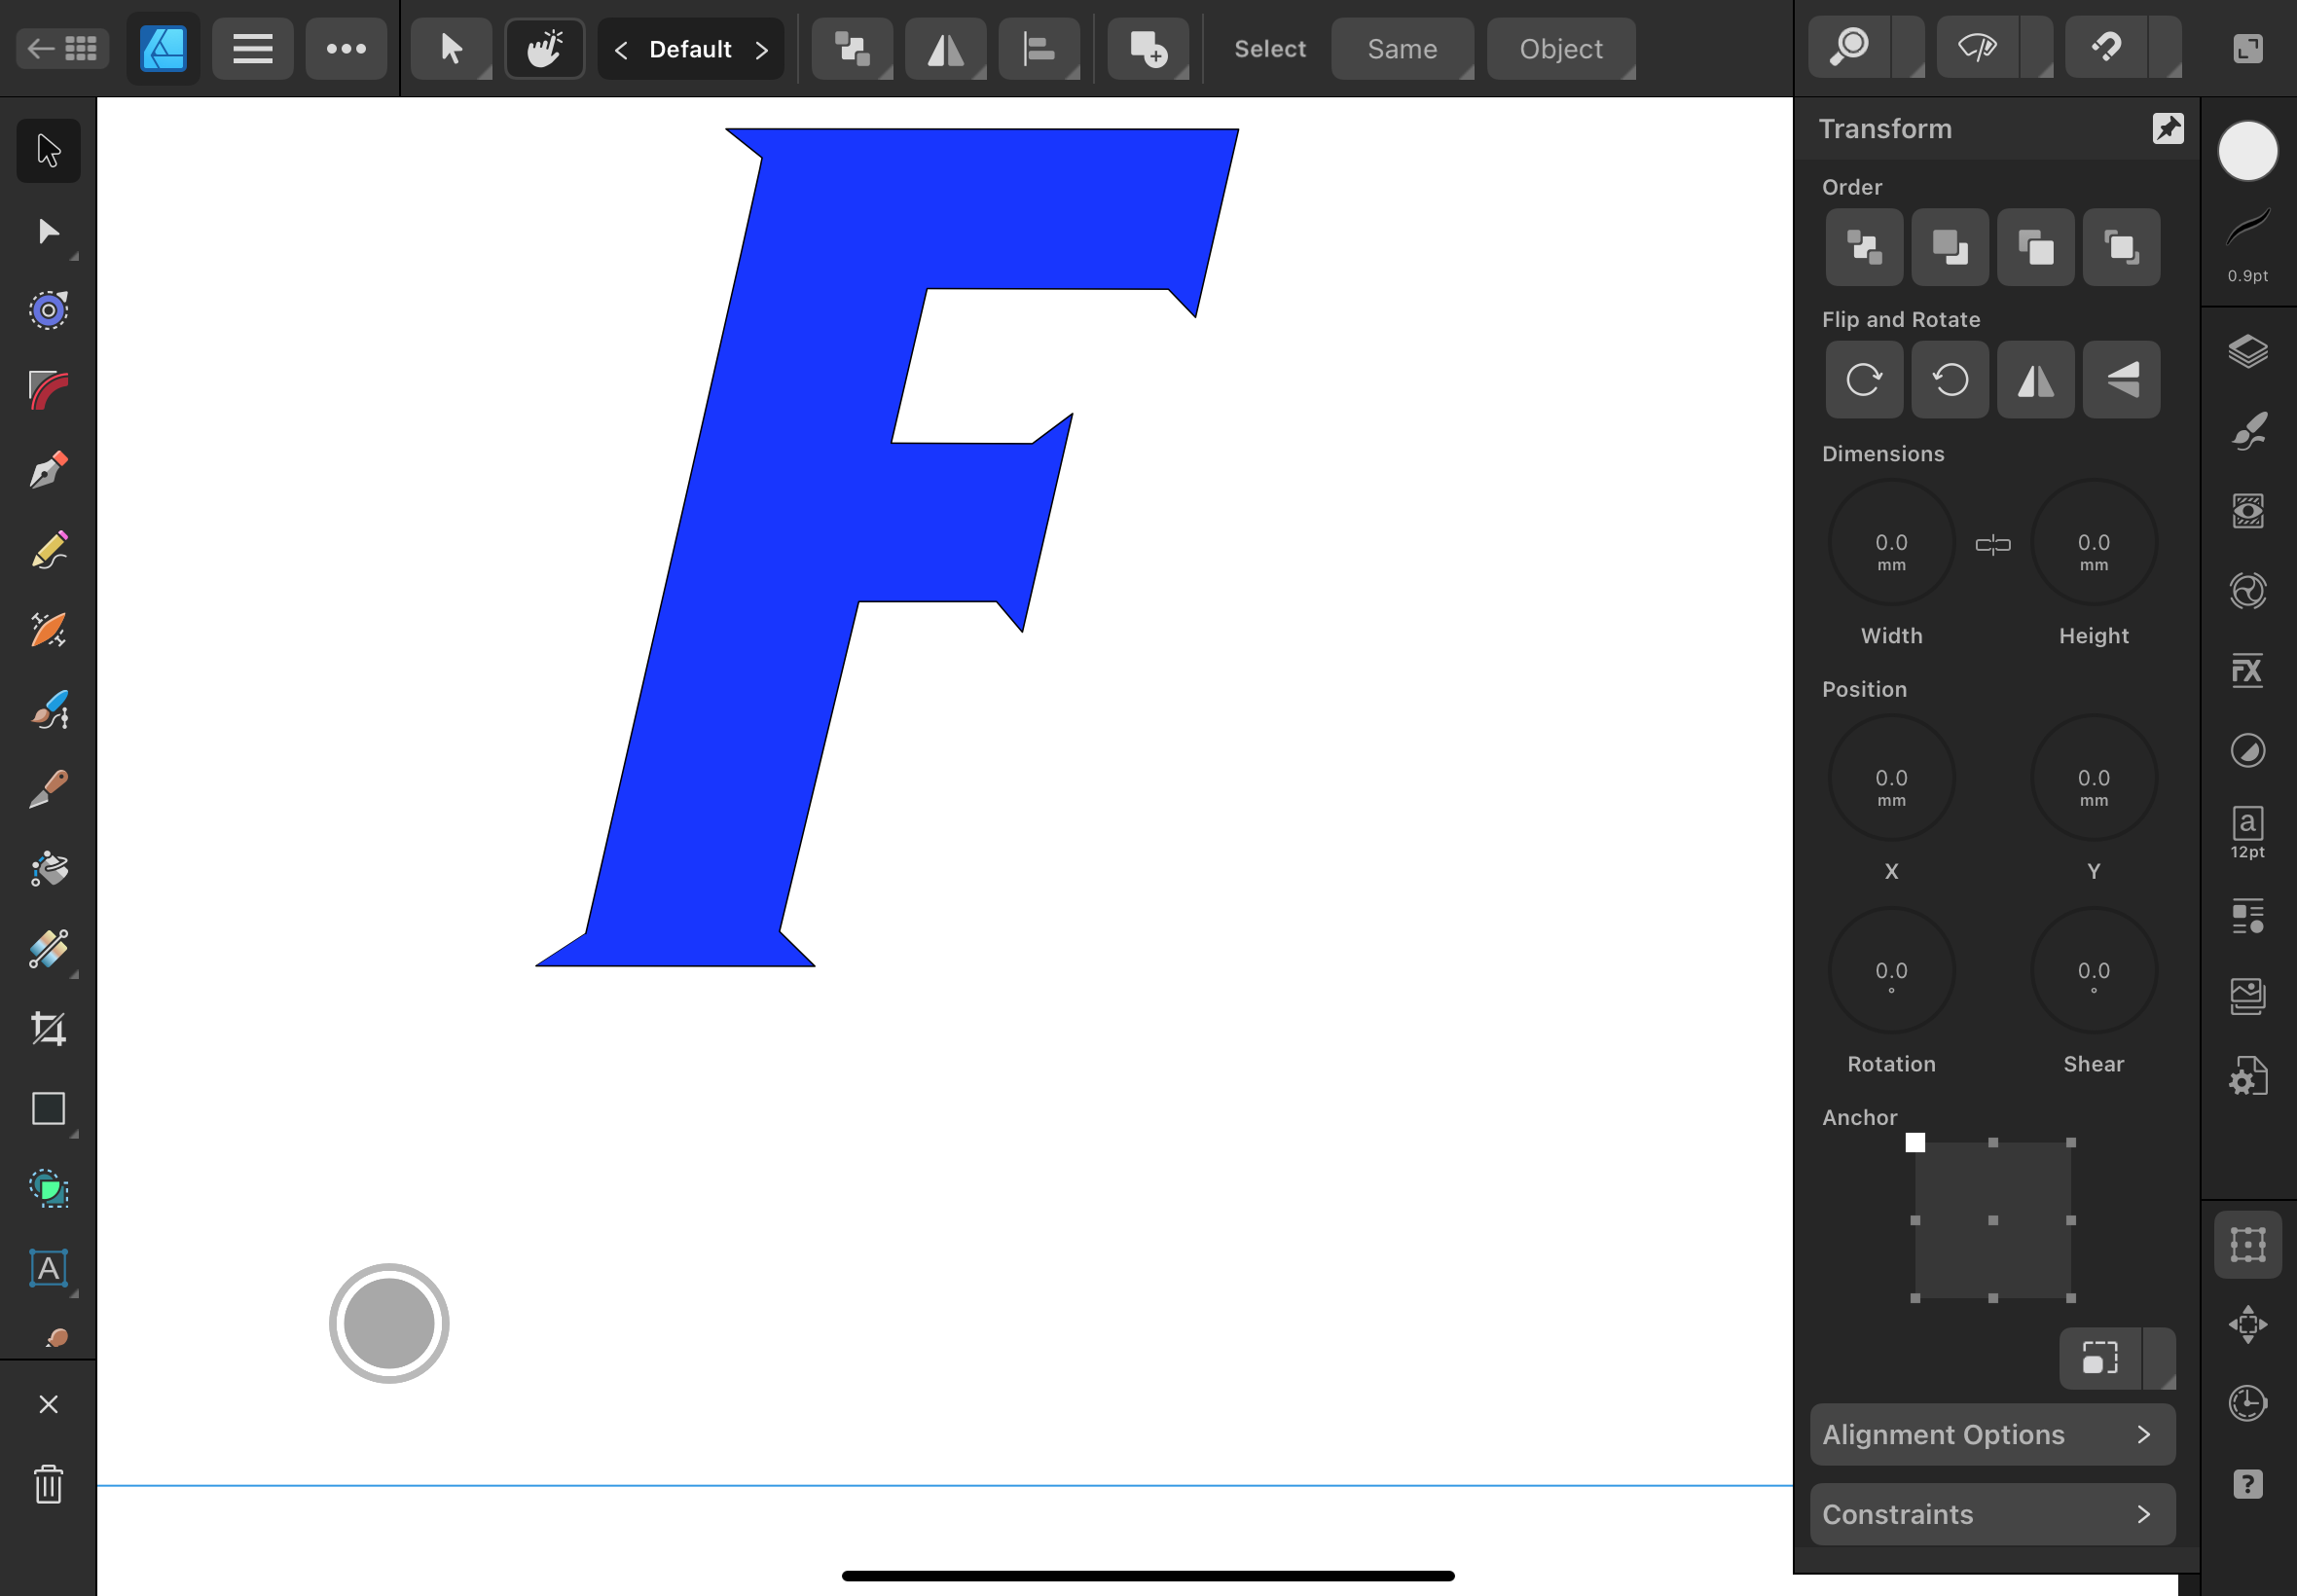 Default
Select
Same
Object
Transform
Order
0.9pt
Flip and Rotate
Dimensions
0.0 mm
0.0 mm
Width
Height
FX
Position
0.0 mm
0.0 mm
a
12pt
X
Y
0.0 °
0.0 °
Rotation
Shear
Anchor
A
Alignment Options
Constraints
?
F